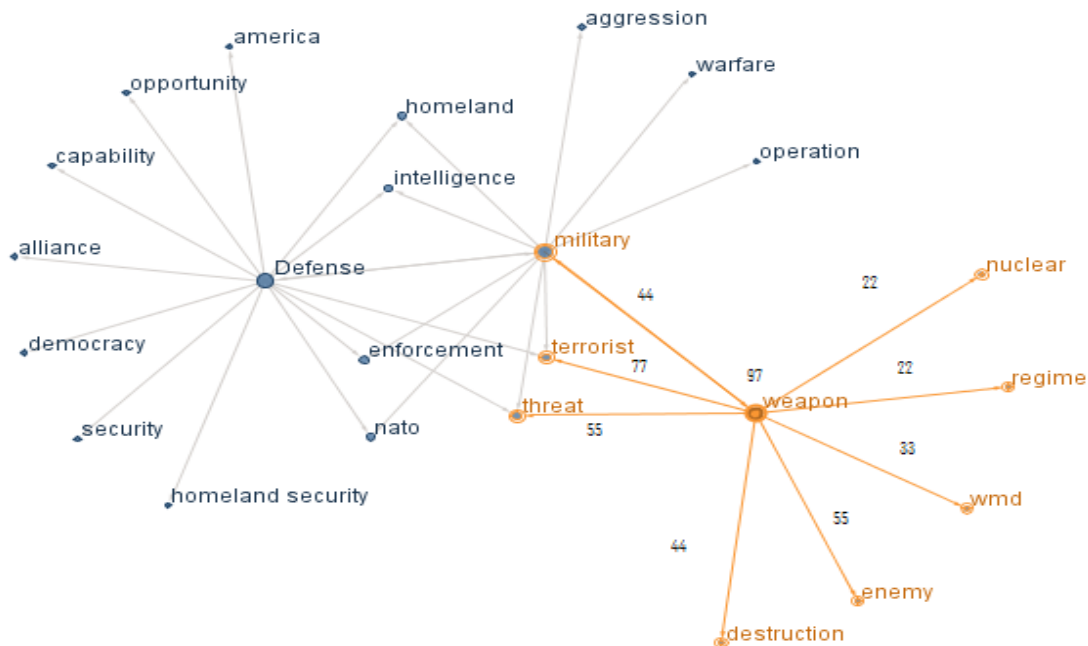 aggression
america
warfare
opportunity
homeland
capability
operation
intelligence
military
alliance
Defense
nuclear
22
44
democracy
enforcement
terrorist
77
97
22
regime
threat
weapon
security
nato
55
33
homeland security
wmd
55
44
enemy
destruction